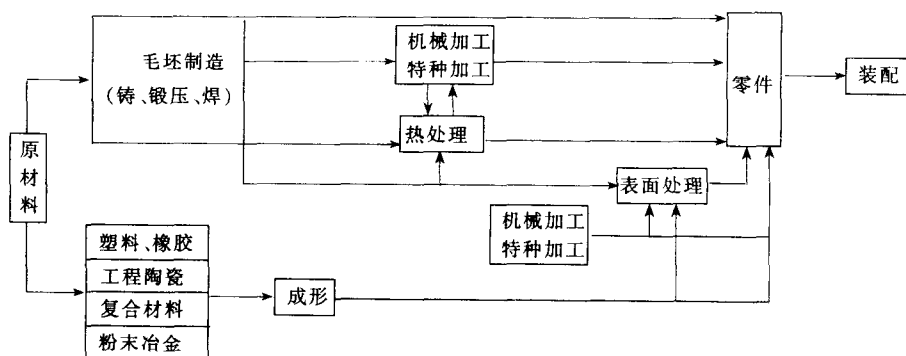 原
材
料
毛坯制造
(铸、锻压、焊)
机械加工
特种加工
热处理
零件
装配
表面处理
机械加工
特种加工
塑料、橡胶
工程陶瓷
复合材料
粉末冶金
成形